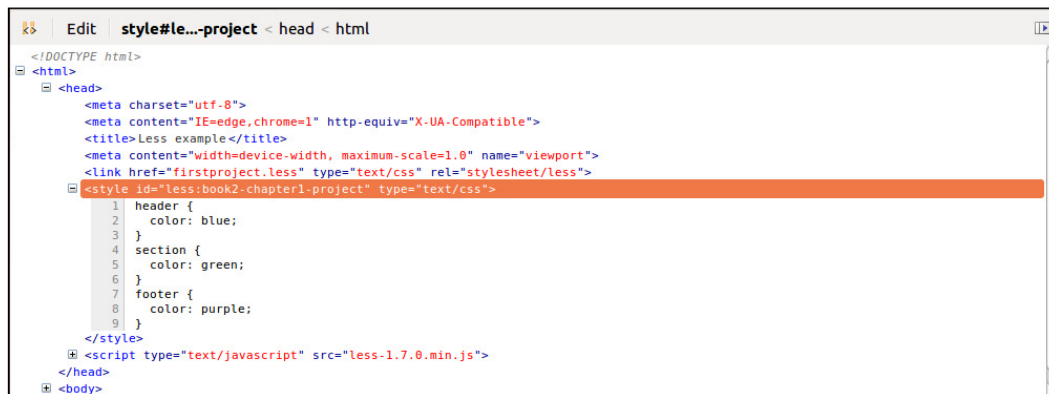 Edit style#le...-project < head < html
<!DOCTYPE html>
<html>
<head>
<meta charset="utf-8">
<meta content="IE=edge,chrome=1" http-equiv="X-UA-Compatible">
<title>Less example</title>
<meta content="width=device-width, maximum-scale=1.0" name="viewport">
<link href="firstproject.less" type="text/css" rel="stylesheet/less">
<style id="less:book2-chapter1-project" type="text/css">
1 header {
2 color: blue;
3 }
4 section {
5 color: green;
6 }
7 footer {
8 color: purple;
9 }
</style>
<script type="text/javascript" src="less-1.7.0.min.js">
</head>
<body>